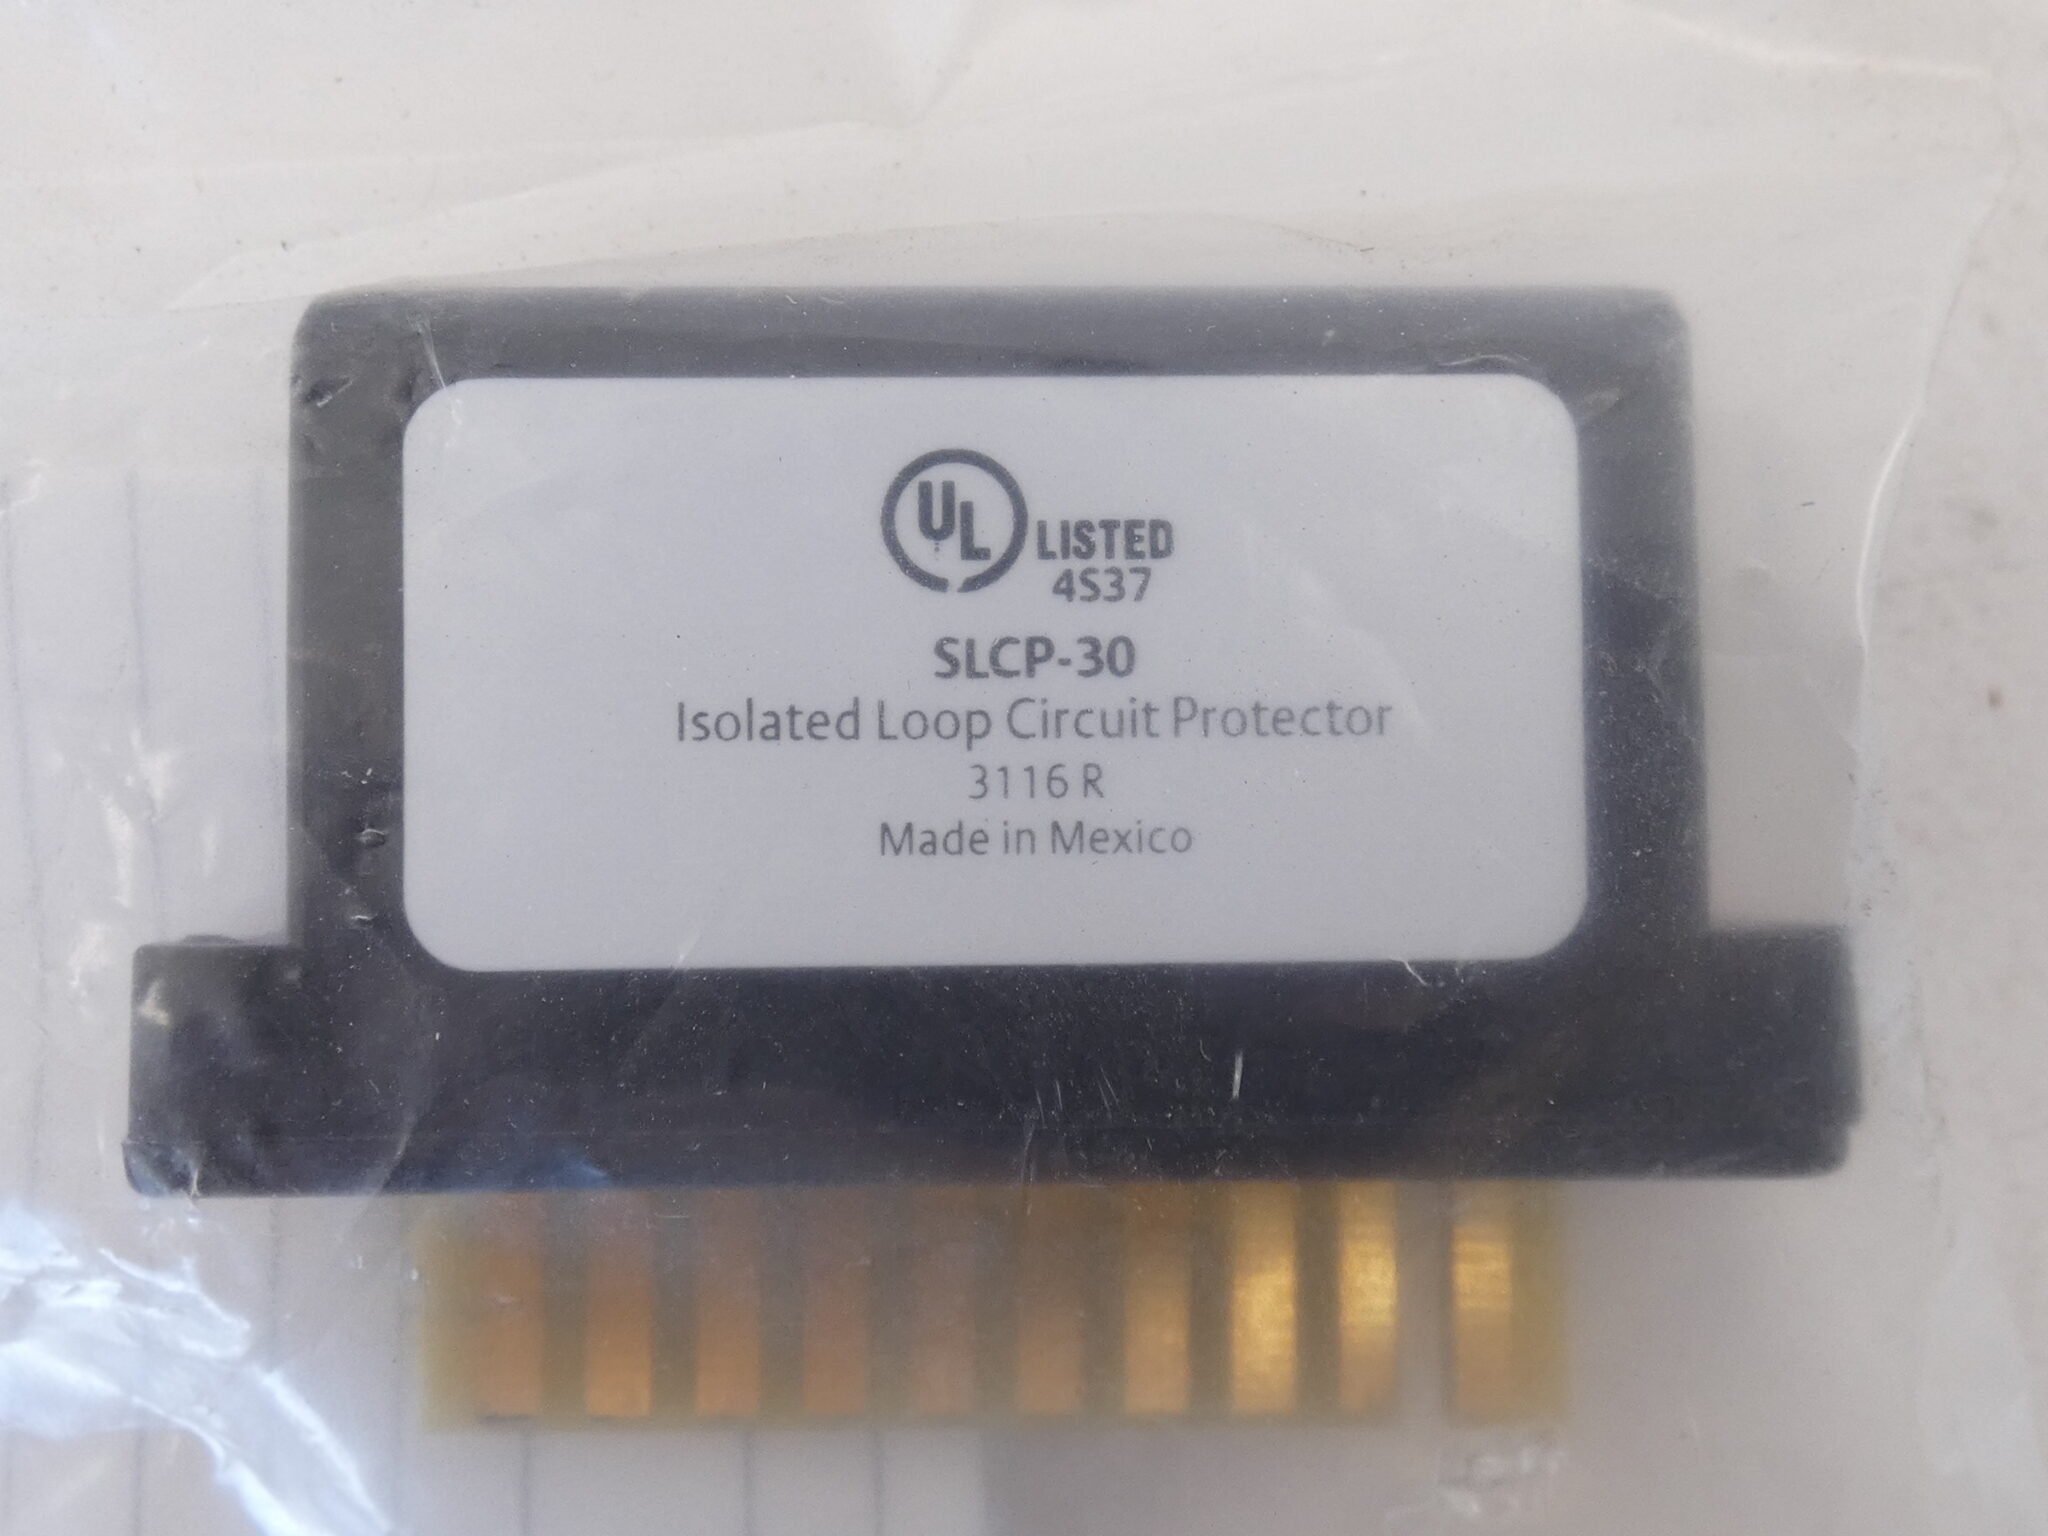 UL LISTED
4S37
SLCP-30
Isolated Loop Circuit Protector
3116 R
Made in Mexico